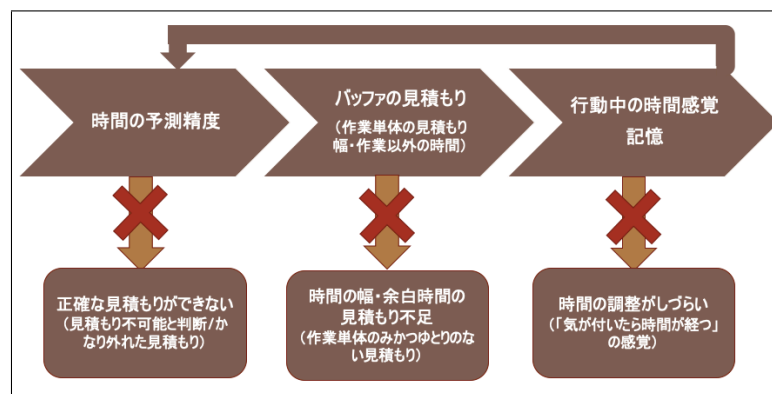 時間の予測精度
バッファの見積もり
(作業単体の見積もり
幅・作業以外の時間)
行動中の時間感覚
記憶
正確な見積もりができない
(見積もり不可能と判断/か
なり外れた見積もり)
時間の幅・余白時間の
見積もり不足
(作業単体のみかつゆとりのな
い見積もり)
時間の調整がしづらい
(「気が付いたら時間が経つ」
の感覚)